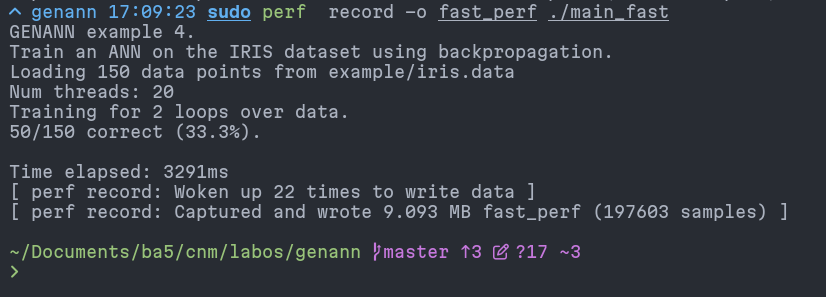 ^ genann 17:09:23 sudo perf  record -o fast_perf ./main_fast
GENANN example 4.
Train an ANN on the IRIS dataset using backpropagation.
Loading 150 data points from example/iris.data
Num threads: 20
Training for 2 loops over data.
50/150 correct (33.3%).
Time elapsed: 3291ms
[ perf record: Woken up 22 times to write data ]
[ perf record: Captured and wrote 9.093 MB fast_perf (197603 samples) ]
~/Documents/ba5/cnm/labos/genann master ↑3 ?17 ~3
❯